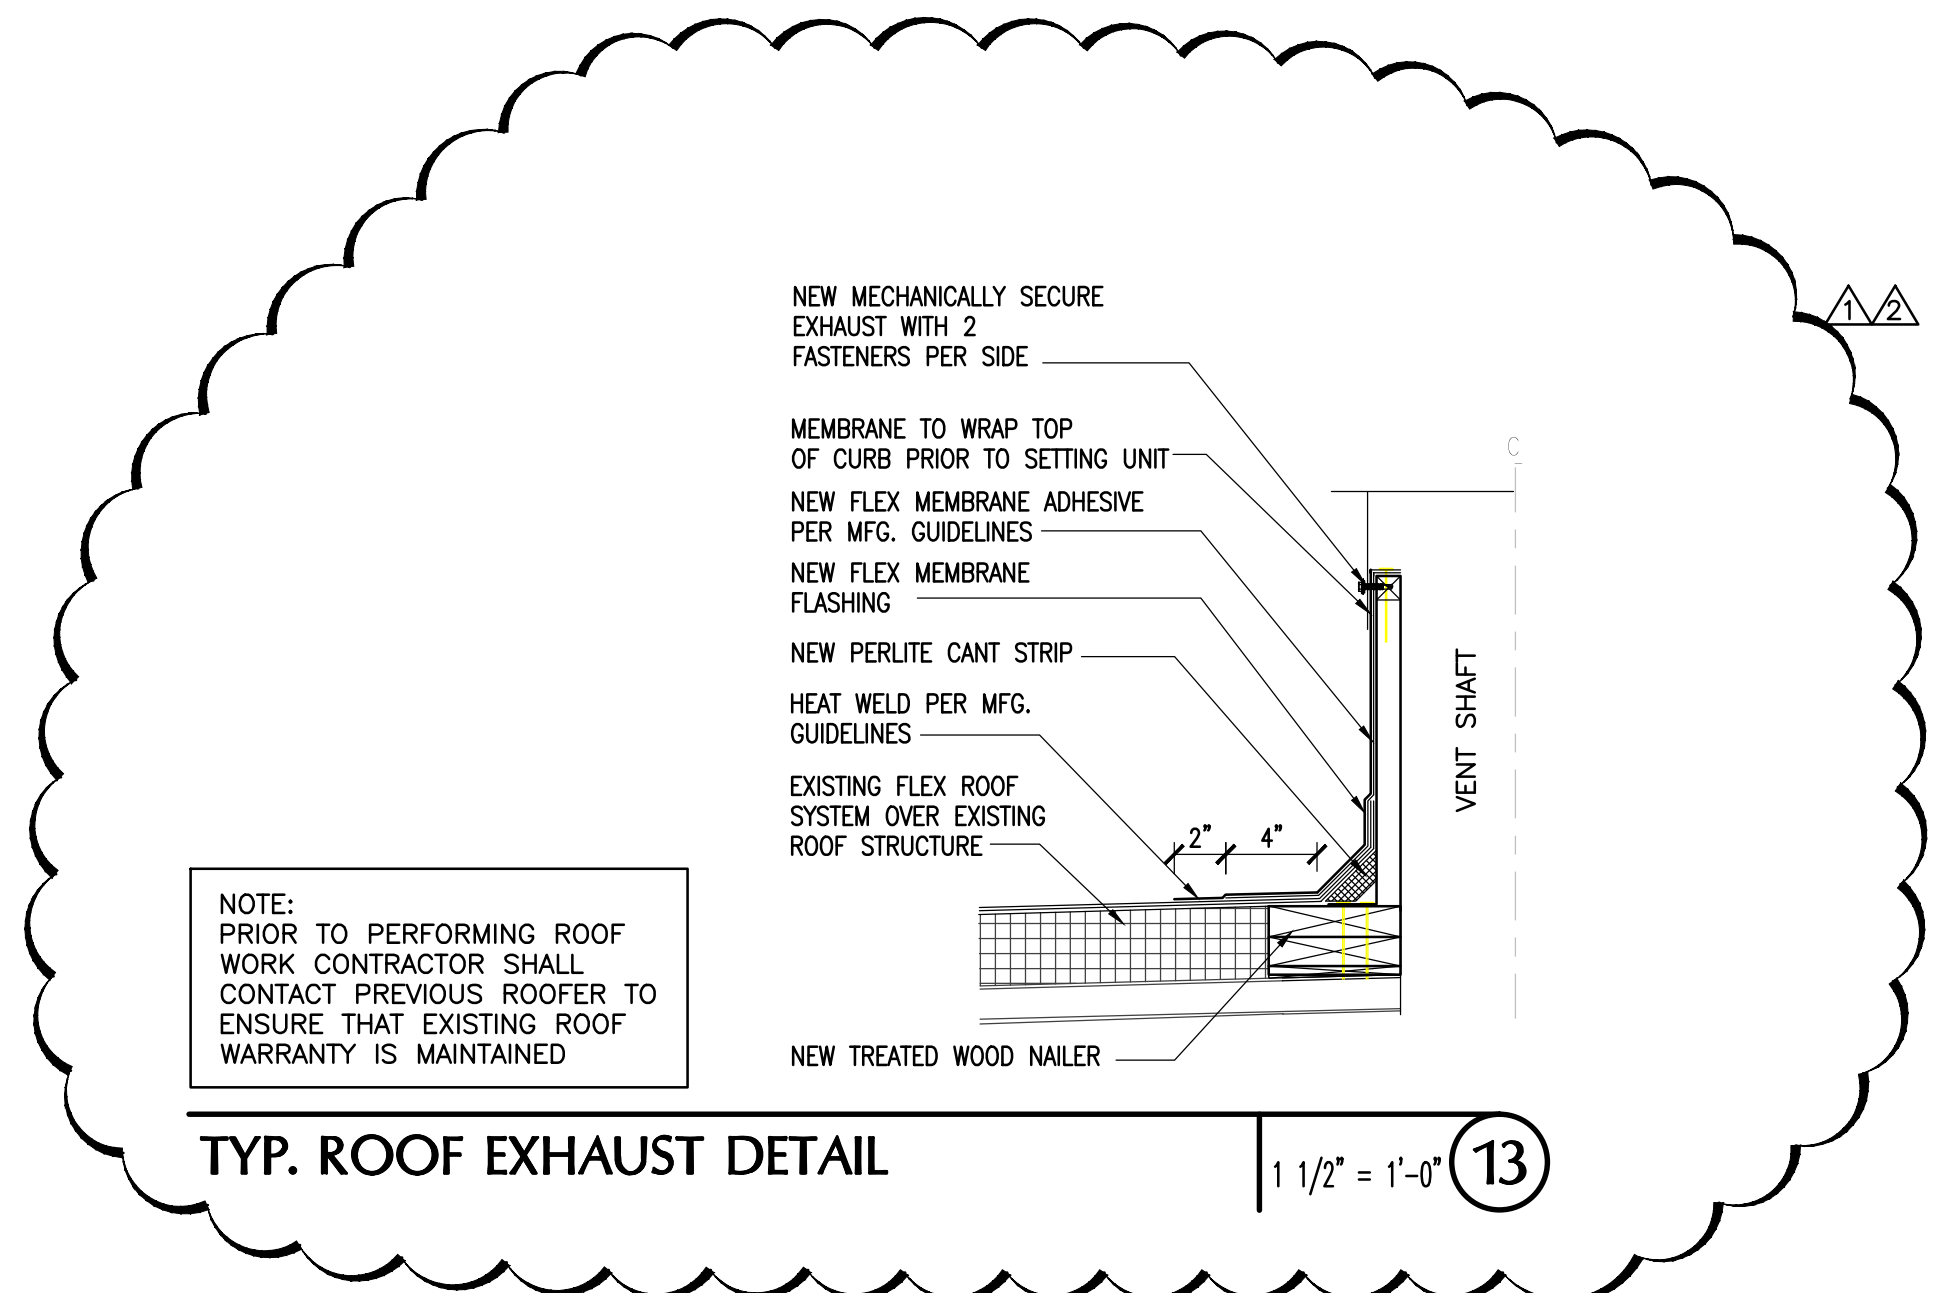 1 2
NEW MECHANICALLY SECURE
EXHAUST WITH 2
FASTENERS PER SIDE
MEMBRANE TO WRAP TOP
OF CURB PRIOR TO SETTING UNIT
NEW FLEX MEMBRANE ADHESIVE
PER MFG. GUIDELINES
NEW FLEX MEMBRANE
FLASHING
NEW PERLITE CANT STRIP
HEAT WELD PER MFG.
GUIDELINES
EXISTING FLEX ROOF
SYSTEM OVER EXISTING
ROOF STRUCTURE
2" 4"
VENT SHAFT
NEW TREATED WOOD NAILER
NOTE:
PRIOR TO PERFORMING ROOF
WORK CONTRACTOR SHALL
CONTACT PREVIOUS ROOFER TO
ENSURE THAT EXISTING ROOF
WARRANTY IS MAINTAINED
TYP. ROOF EXHAUST DETAIL
1 1/2" = 1'-0"
13